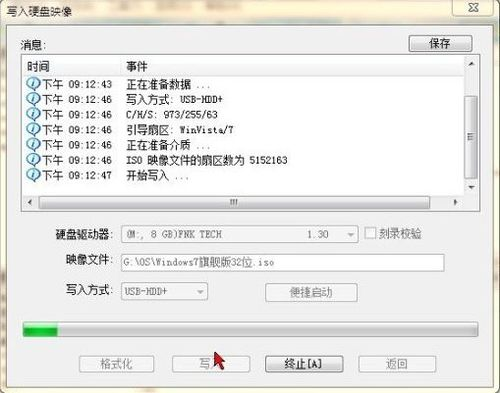 写入硬盘映像
消息:
保存
时间 事件
下午 09:12:43 正在准备数据 ...
下午 09:12:46 写入方式: USB-HDD+
下午 09:12:46 C/H/S: 973/255/63
下午 09:12:46 引导扇区: WinVista/7
下午 09:12:46 正在准备介质 ...
下午 09:12:46 ISO 映像文件的扇区数为 5152163
下午 09:12:47 开始写入 ...
硬盘驱动器: (M:, 8 GB)FNK TECH 1.30 刻录校验
映像文件: G:\OS\Windows7旗舰版32位.iso
写入方式: USB-HDD+ 便捷启动
格式化 写 终止[A] 返回